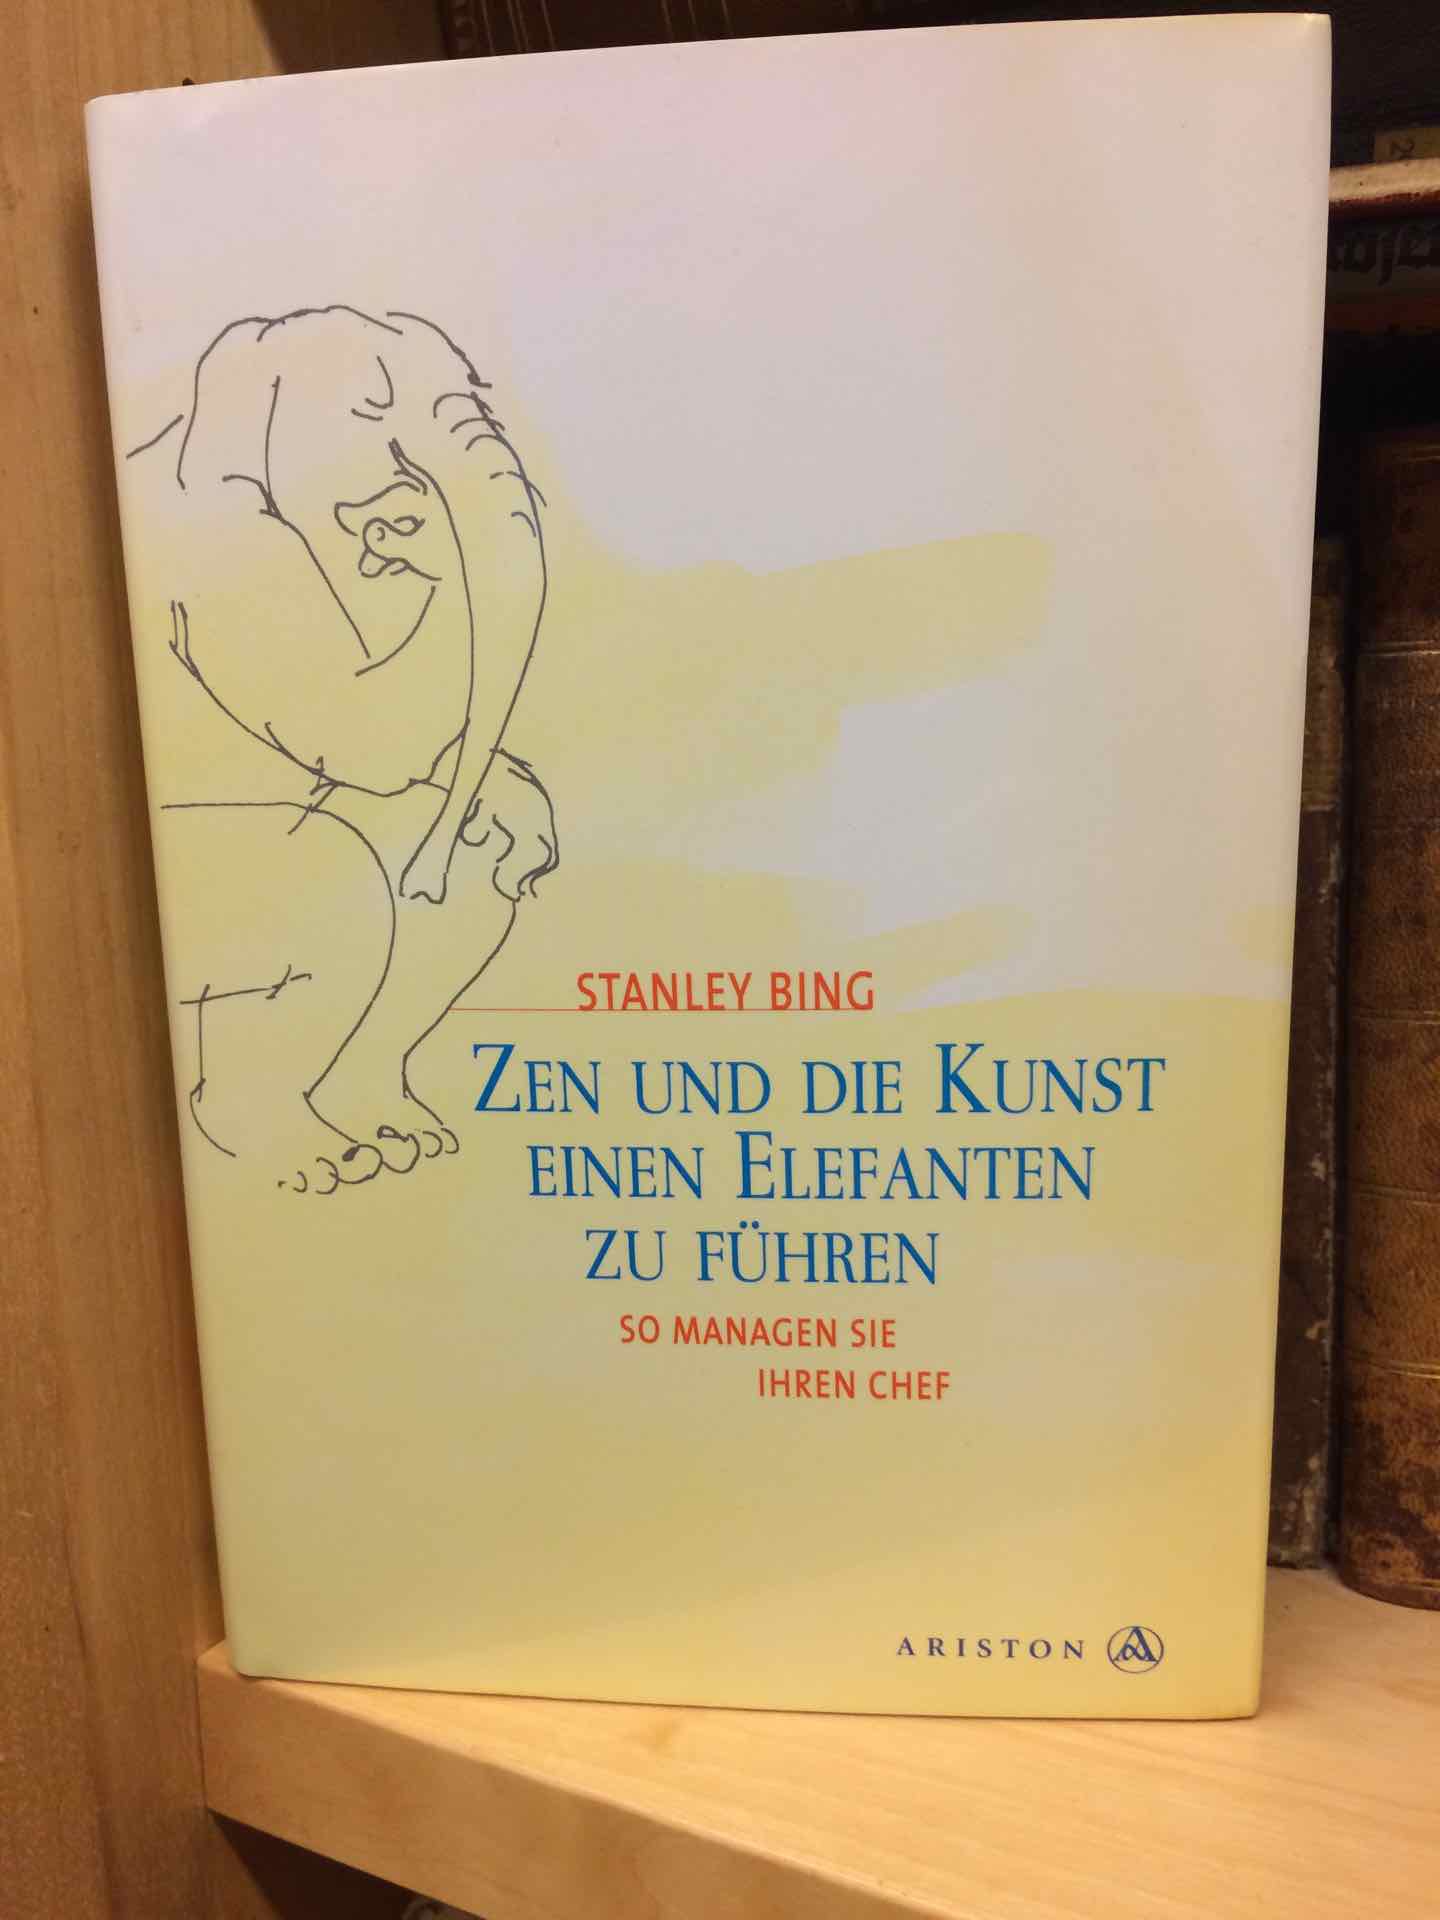 STANLEY BING
ZEN UND DIE KUNST
EINEN ELEFANTEN
ZU FÜHREN
SO MANAGEN SIE
IHREN CHEF
ARISTON